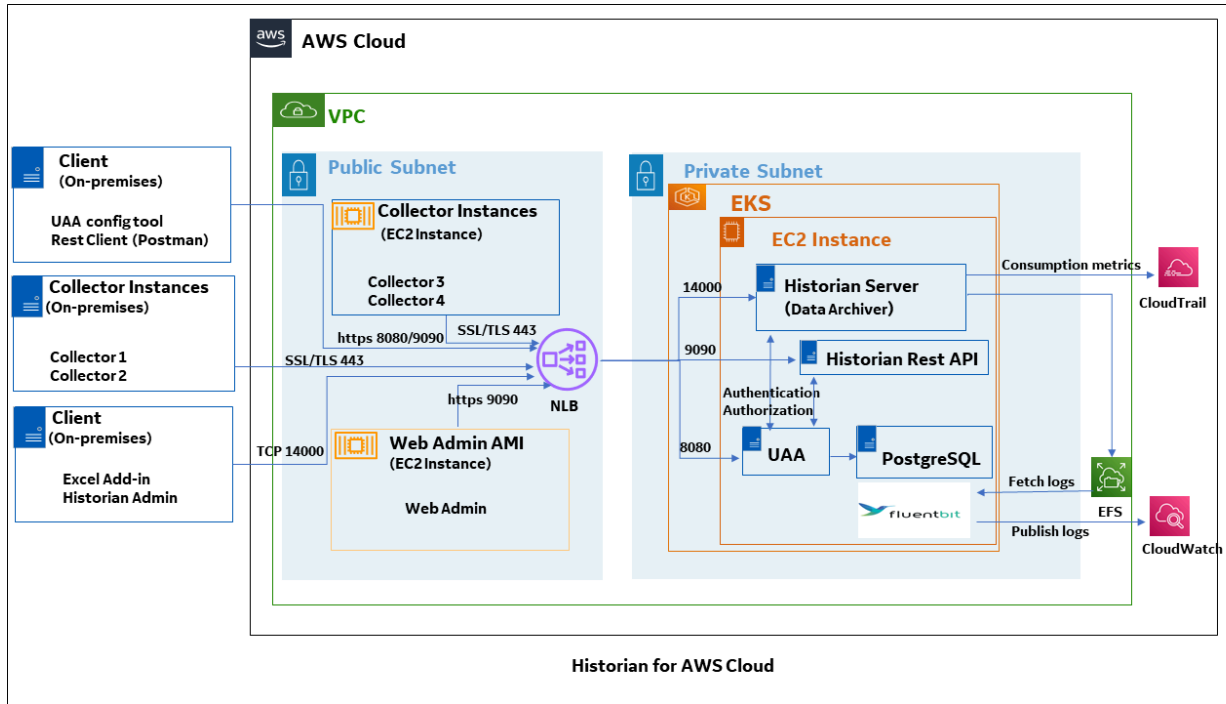 aws
AWS Cloud
VPC
Client
(On-premises)
UAA config tool
Rest Client (Postman)
Collector Instances
(On-premises)
Collector 1
Collector 2
Client
(On-premises)
Excel Add-in
Historian Admin
Public Subnet
Collector Instances
(EC2 Instance)
Collector 3
Collector 4
SSL/TLS 443
https 8080/9090
SSL/TLS 443
https 9090
TCP 14000
NLB
Web Admin AMI
(EC2 Instance)
Web Admin
Private Subnet
EKS
EC2 Instance
14000
Historian Server
(Data Archiver)
9090
Historian Rest API
Authentication
Authorization
8080
UAA
PostgreSQL
fluentbit
Consumption metrics
CloudTrail
Fetch logs
EFS
Publish logs
CloudWatch
Historian for AWS Cloud